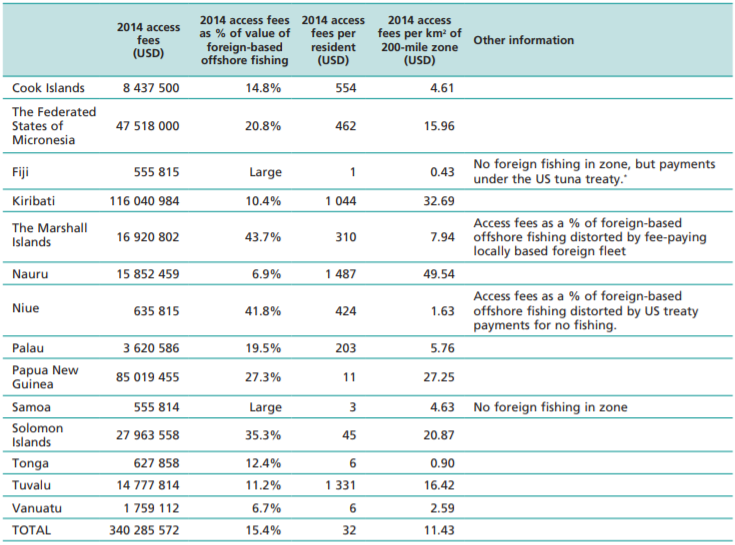 2014 access fees (USD) 2014 access fees as % of value of foreign-based offshore fishing 2014 access fees per resident (USD) 2014 access fees per km² of 200-mile zone (USD) Other information
Cook Islands 8 437 500 14.8% 554 4.61
The Federated States of Micronesia 47 518 000 20.8% 462 15.96
Fiji 555 815 Large 1 0.43 No foreign fishing in zone, but payments under the US tuna treaty.*
Kiribati 116 040 984 10.4% 1 044 32.69
The Marshall Islands 16 920 802 43.7% 310 7.94 Access fees as a % of foreign-based offshore fishing distorted by fee-paying locally based foreign fleet
Nauru 15 852 459 6.9% 1 487 49.54
Niue 635 815 41.8% 424 1.63 Access fees as a % of foreign-based offshore fishing distorted by US treaty payments for no fishing.
Palau 3 620 586 19.5% 203 5.76
Papua New Guinea 85 019 455 27.3% 11 27.25
Samoa 555 814 Large 3 4.63 No foreign fishing in zone
Solomon Islands 27 963 558 35.3% 45 20.87
Tonga 627 858 12.4% 6 0.90
Tuvalu 14 777 814 11.2% 1 331 16.42
Vanuatu 1 759 112 6.7% 6 2.59
TOTAL 340 285 572 15.4% 32 11.43